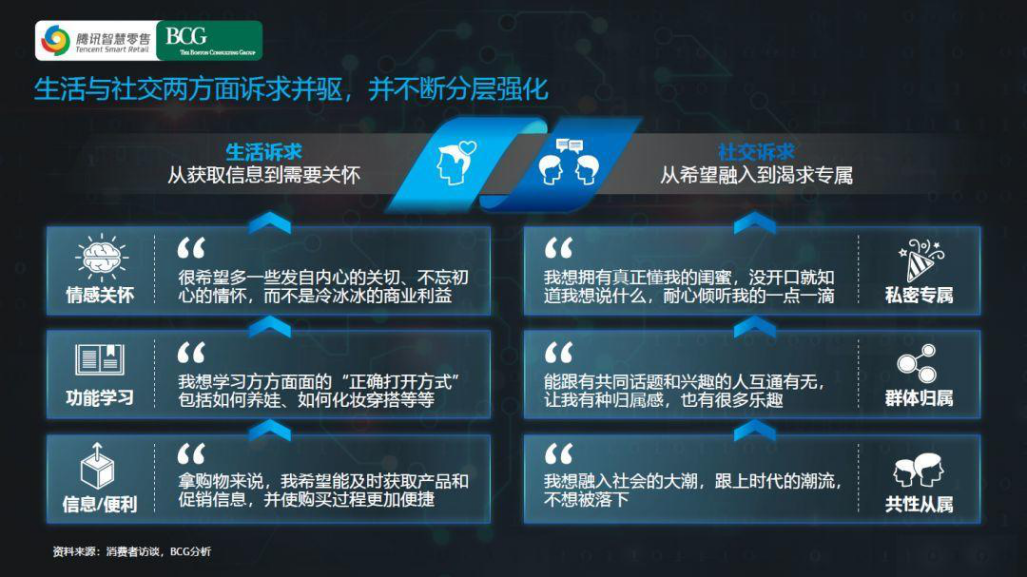 腾讯智慧零售
Tencent Smart Retail
BCG
THE BOSTON CONSULTING GROUP
生活与社交两方面诉求并驱，并不断分层强化
生活诉求
从获取信息到需要关怀
社交诉求
从希望融入到渴求专属
情感关怀
“
很希望多一些发自内心的关切、不忘初
心的情怀，而不是冷冰冰的商业利益
“
我想拥有真正懂我的闺蜜，没开口就知
道我想说什么，耐心倾听我的一点一滴
私密专属
功能学习
“
我想学习方方面面的“正确打开方式”
包括如何养娃、如何化妆穿搭等等
“
能跟有共同话题和兴趣的人互通有无，
让我有种归属感，也有很多乐趣
群体归属
信息/便利
“
拿购物来说，我希望能及时获取产品和
促销信息，并使购买过程更加便捷
“
我想融入社会的大潮，跟上时代的潮流，
不想被落下
共性从属
资料来源：消费者访谈，BCG分析